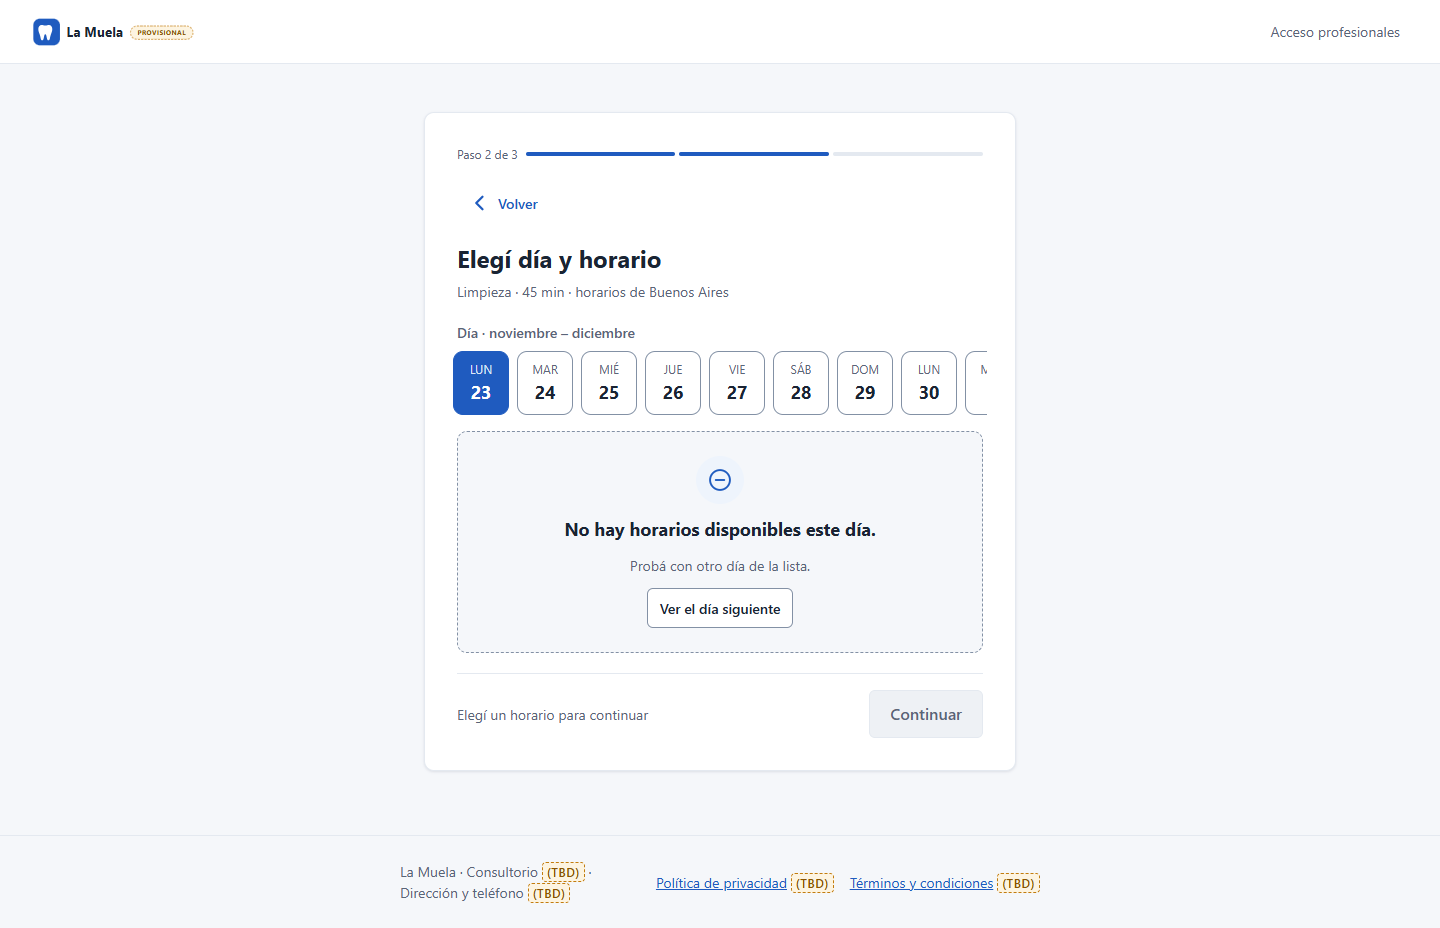 La Muela PROVISIONAL
Acceso profesionales
Paso 2 de 3
Volver
Elegí día y horario
Limpieza · 45 min · horarios de Buenos Aires
Día · noviembre – diciembre
LUN MAR MIÉ JUE VIE SÁB DOM LUN
23 24 25 26 27 28 29 30
No hay horarios disponibles este día.
Probá con otro día de la lista.
Ver el día siguiente
Elegí un horario para continuar
Continuar
La Muela · Consultorio (TBD) ·
Dirección y teléfono (TBD)
Política de privacidad (TBD) Términos y condiciones (TBD)